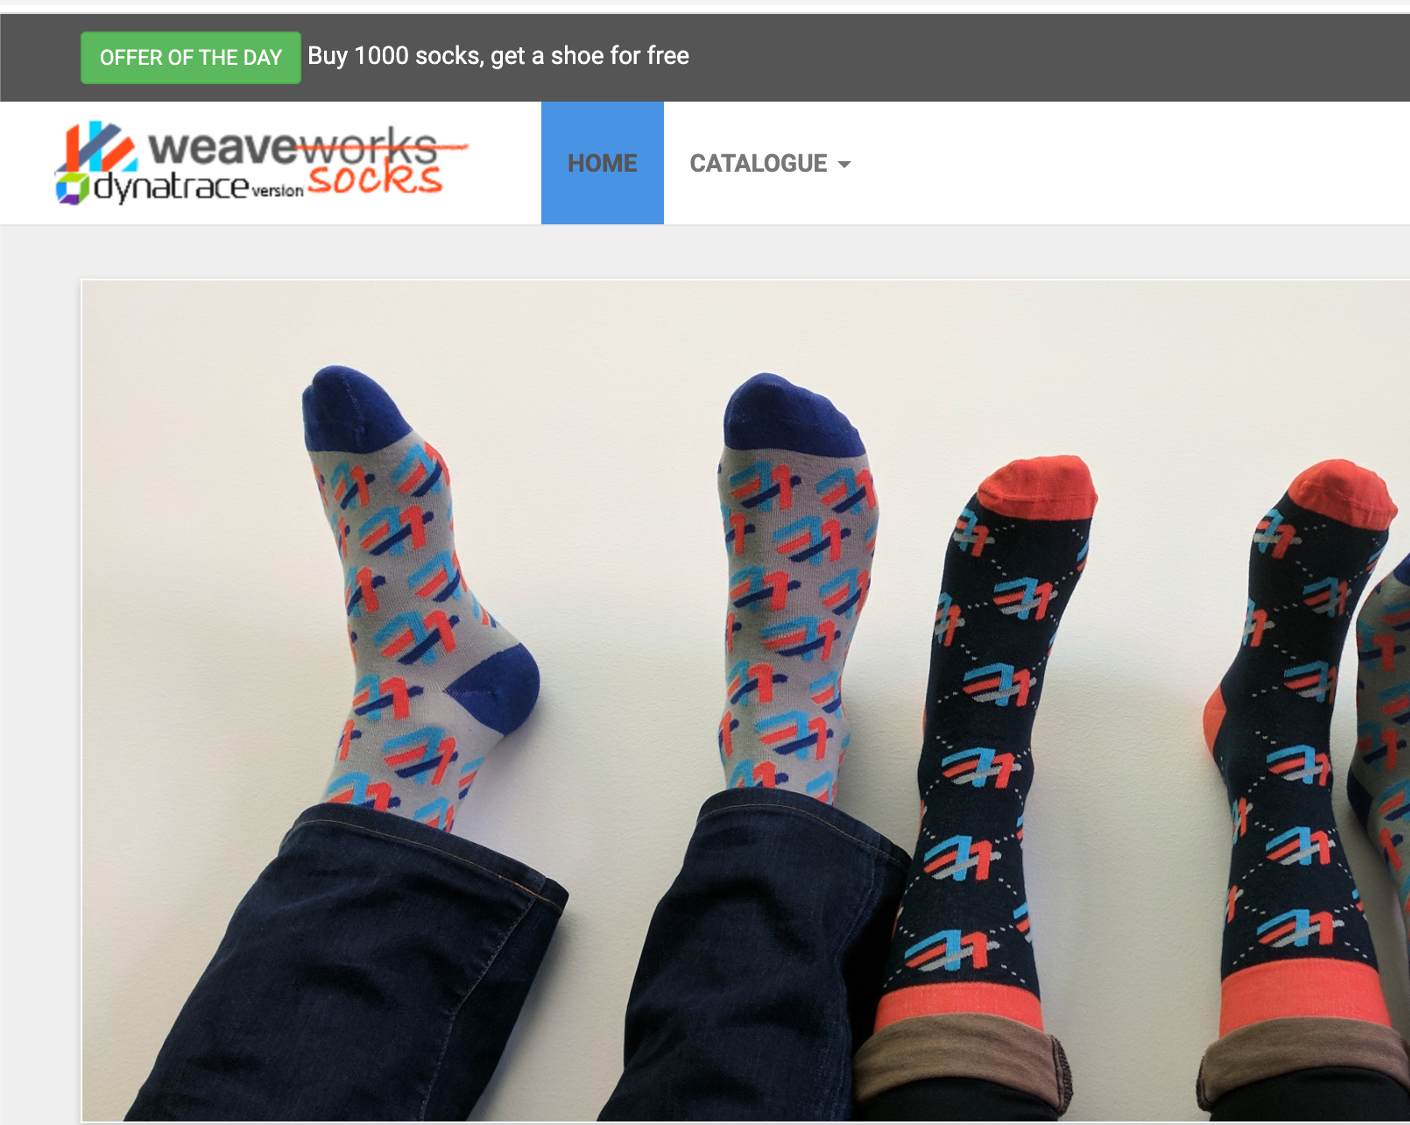 OFFER OF THE DAY Buy 1000 socks, get a shoe for free
weaveworks
dynatrace version socks
HOME CATALOGUE